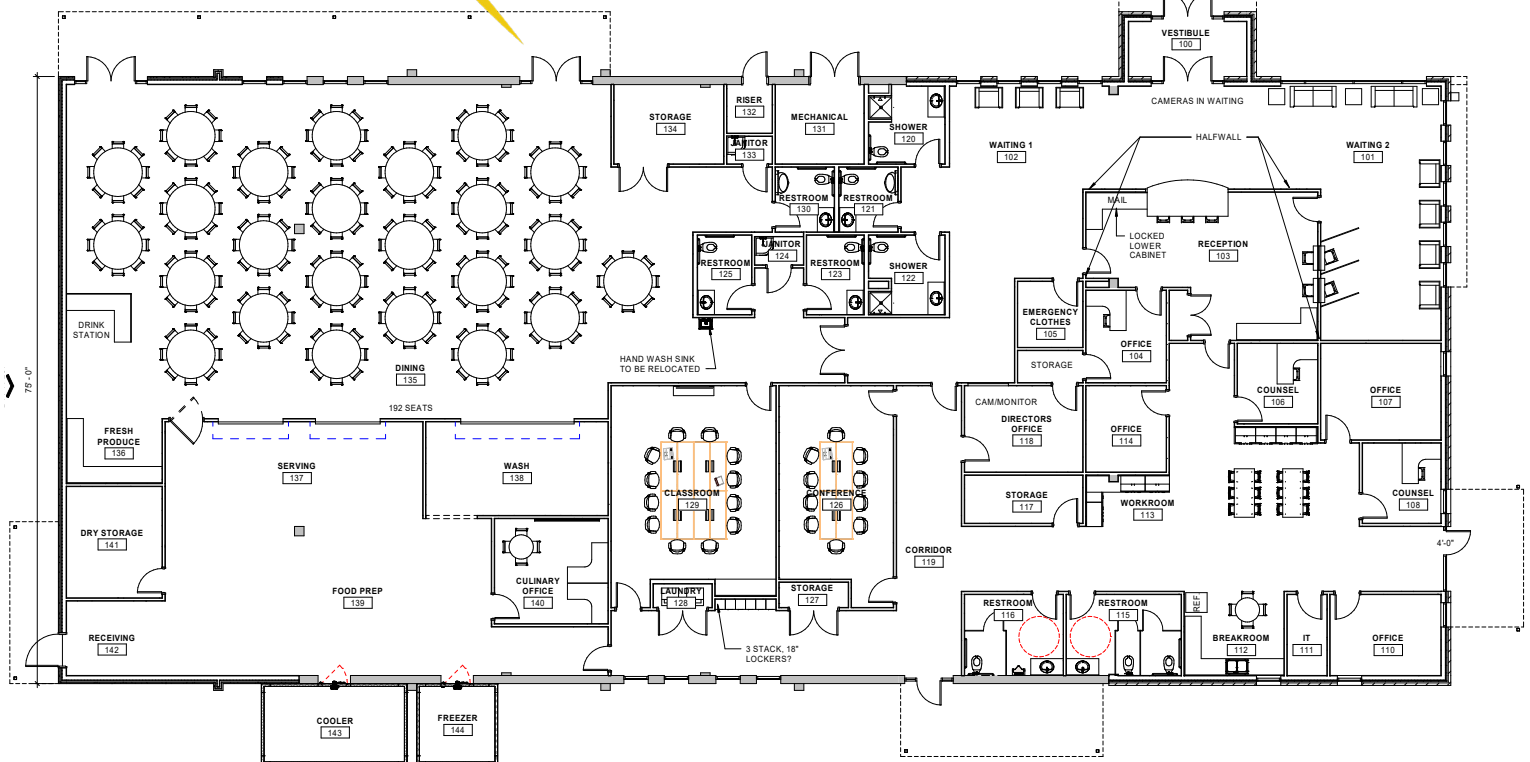 VESTIBULE
100
CAMERAS IN WAITING
RISER
132
STORAGE
134
MECHANICAL
131
SHOWER
120
JANITOR
133
WAITING 1
102
HALFWALL
WAITING 2
101
RESTROOM
130
RESTROOM
121
MAIL
LOCKED
LOWER
CABINET
RECEPTION
103
RESTROOM
125
JANITOR
124
RESTROOM
123
SHOWER
122
DRINK
STATION
EMERGENCY
CLOTHES
105
OFFICE
104
STORAGE
HAND WASH SINK
TO BE RELOCATED
75'-0"
DINING
135
192 SEATS
COUNSEL
106
OFFICE
107
CAM/MONITOR
DIRECTORS
OFFICE
118
OFFICE
114
FRESH
PRODUCE
136
SERVING
137
WASH
138
CLASSROOM
129
CONFERENCE
126
STORAGE
117
WORKROOM
113
COUNSEL
108
DRY STORAGE
141
4'-0"
CORRIDOR
119
CULINARY
OFFICE
140
FOOD PREP
139
LAUNDRY
128
STORAGE
127
RESTROOM
116
RESTROOM
115
REF.
BREAKROOM
112
IT
111
OFFICE
110
RECEIVING
142
3 STACK, 18"
LOCKERS?
COOLER
143
FREEZER
144